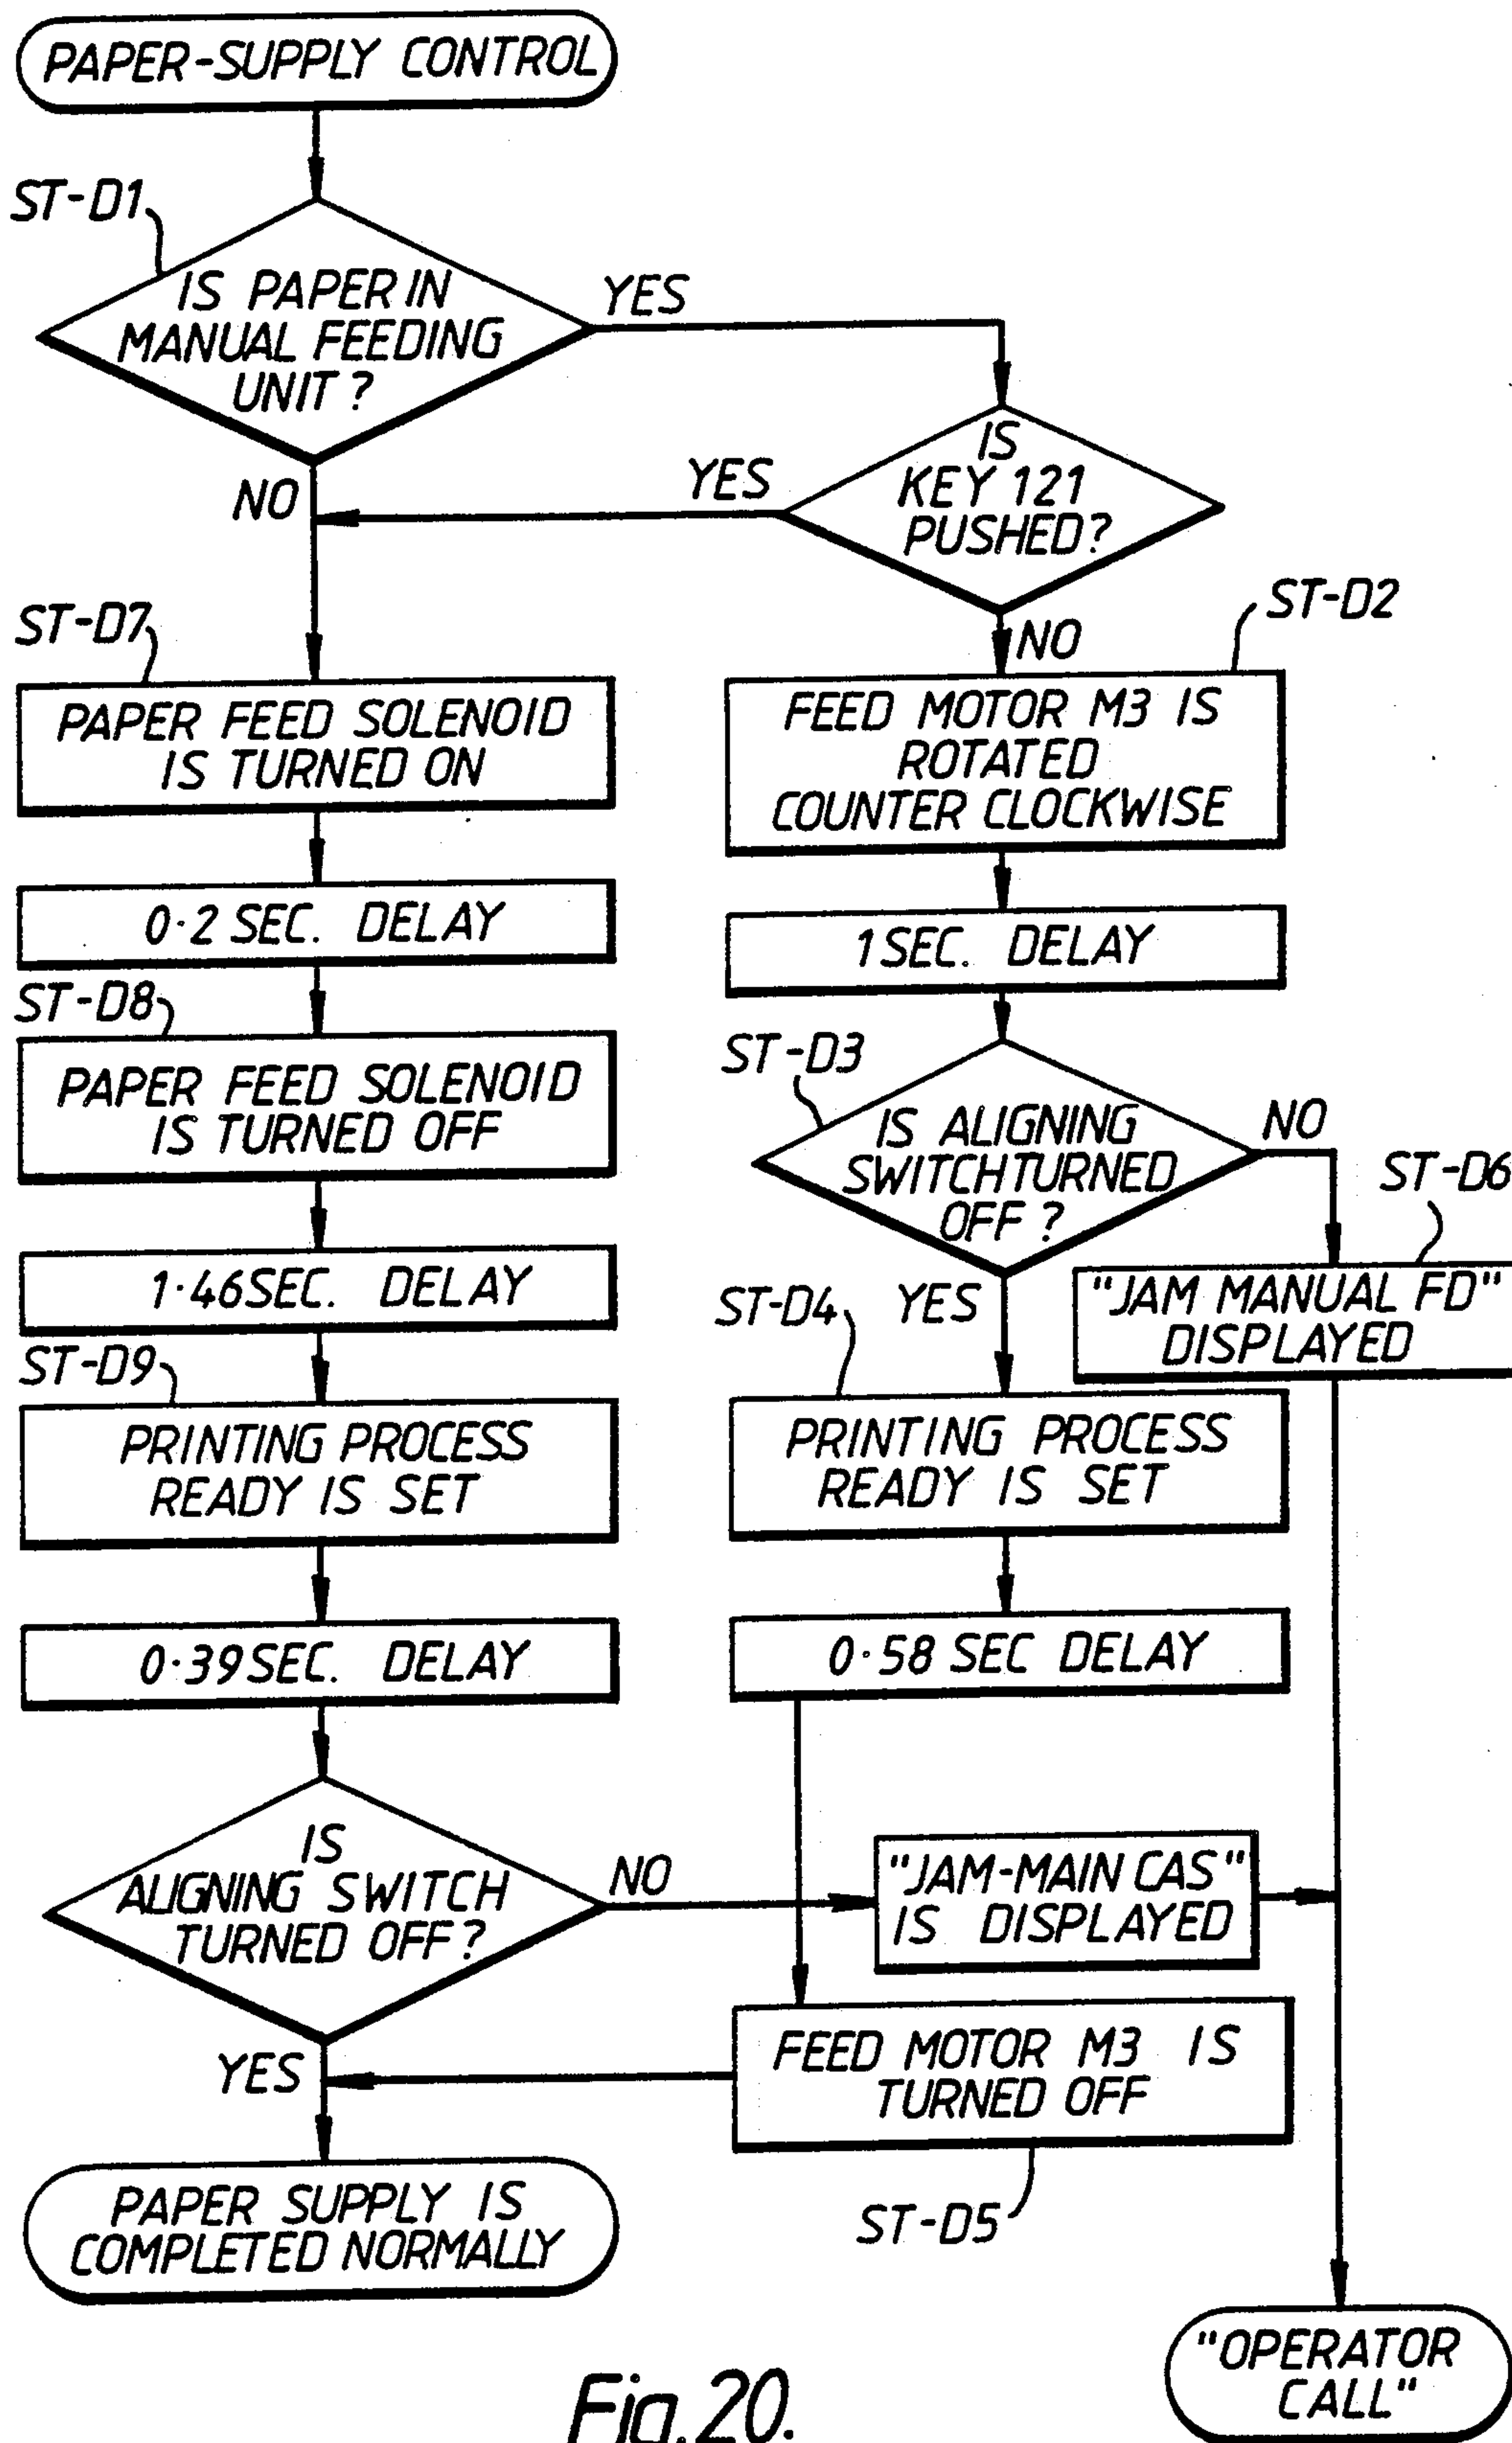 PAPER-SUPPLY CONTROL
ST-D1
IS PAPER IN
MANUAL FEEDING
UNIT?
YES
NO
IS
KEY 121
PUSHED?
YES
NO
ST-D7
PAPER FEED SOLENOID
IS TURNED ON
ST-D2
FEED MOTOR M3 IS
ROTATED
COUNTER CLOCKWISE
0·2 SEC. DELAY
1 SEC. DELAY
ST-D8
PAPER FEED SOLENOID
IS TURNED OFF
ST-D3
IS ALIGNING
SWITCHTURNED
OFF?
NO
YES
ST-D6
"JAM MANUAL FD"
DISPLAYED
1·46SEC. DELAY
ST-D4
ST-D9
PRINTING PROCESS
READY IS SET
PRINTING PROCESS
READY IS SET
0·39SEC. DELAY
0·58 SEC DELAY
IS
ALIGNING SWITCH
TURNED OFF?
NO
YES
"JAM-MAIN CAS"
IS DISPLAYED
FEED MOTOR M3 IS
TURNED OFF
ST-D5
PAPER SUPPLY IS
COMPLETED NORMALLY
"OPERATOR
CALL"
Fig.20.